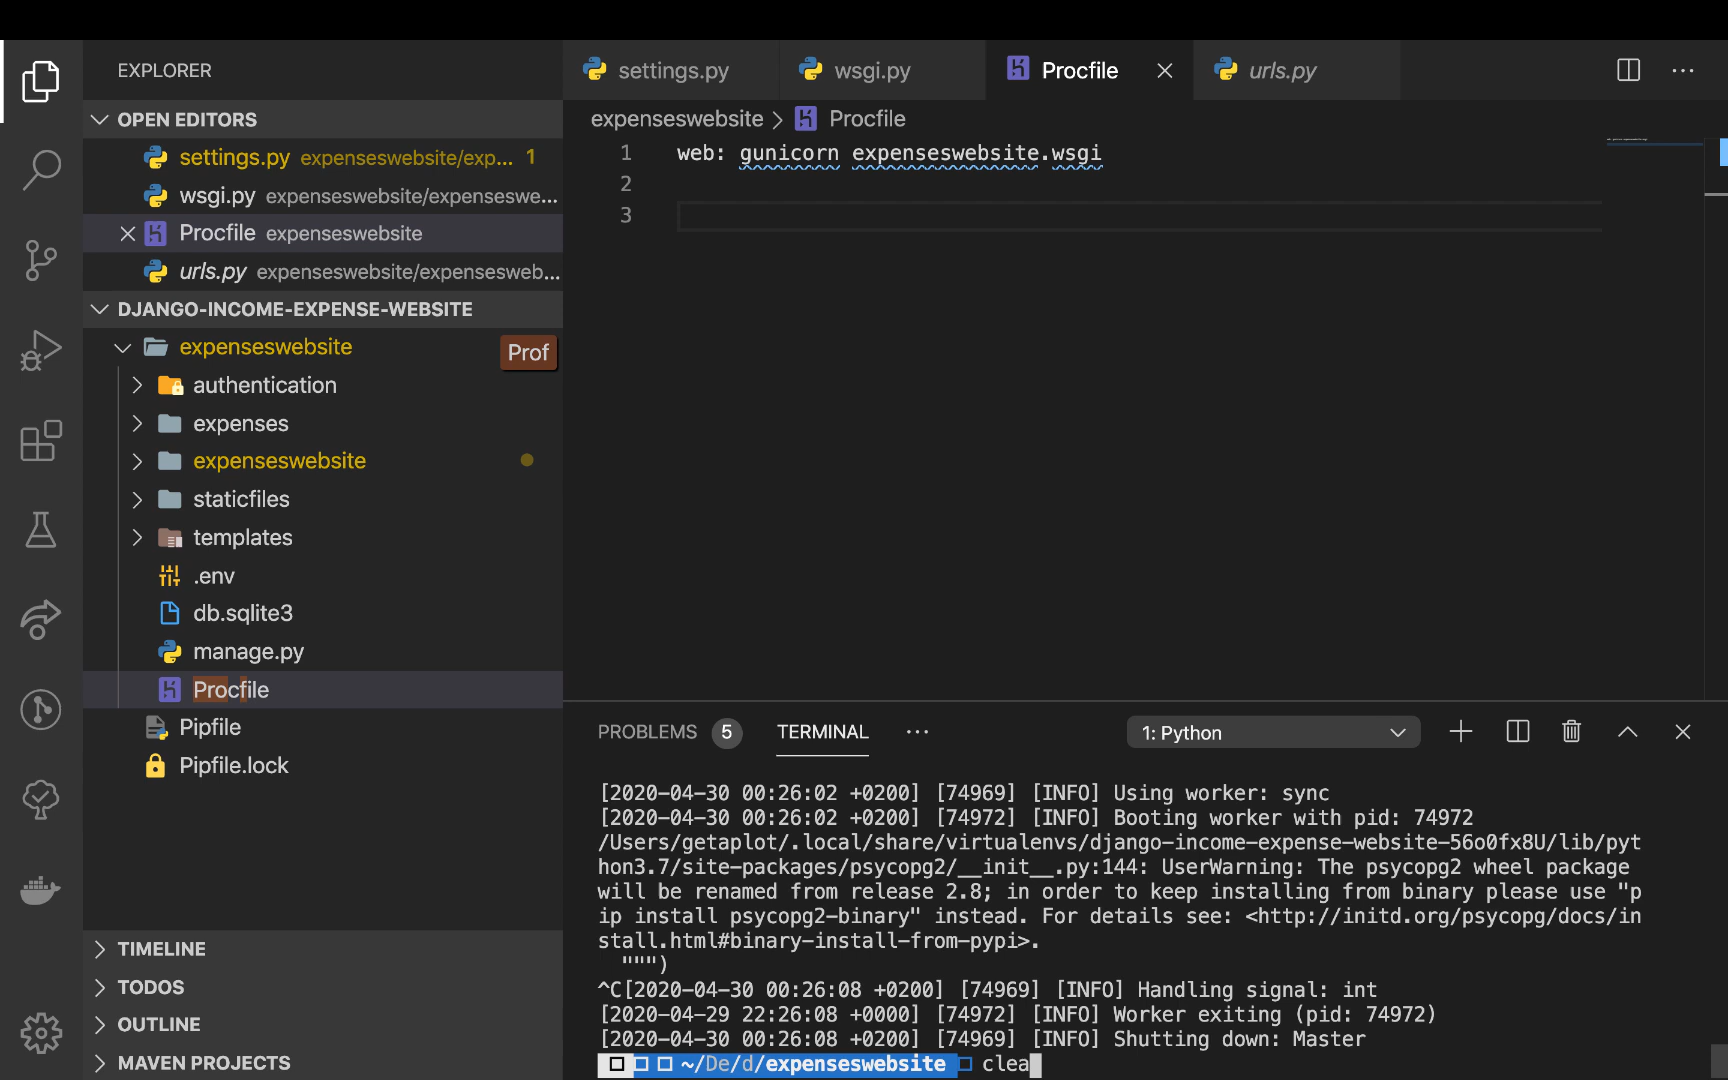 EXPLORER
OPEN EDITORS
settings.py expenseswebsite/exp... 1
wsgi.py expenseswebsite/expenseswe...
Procfile expenseswebsite
urls.py expenseswebsite/expensesweb...
DJANGO-INCOME-EXPENSE-WEBSITE
expenseswebsite
Prof
authentication
expenses
expenseswebsite
staticfiles
templates
.env
db.sqlite3
manage.py
Procfile
Pipfile
Pipfile.lock
TIMELINE
TODOS
OUTLINE
MAVEN PROJECTS
settings.py wsgi.py Procfile urls.py
expenseswebsite > Procfile
1 web: gunicorn expenseswebsite.wsgi
2
3
PROBLEMS 5 TERMINAL ... 1: Python
[2020-04-30 00:26:02 +0200] [74969] [INFO] Using worker: sync
[2020-04-30 00:26:02 +0200] [74972] [INFO] Booting worker with pid: 74972
/Users/getaplot/.local/share/virtualenvs/django-income-expense-website-56o0fx8U/lib/pyt
hon3.7/site-packages/psycopg2/__init__.py:144: UserWarning: The psycopg2 wheel package
will be renamed from release 2.8; in order to keep installing from binary please use "p
ip install psycopg2-binary" instead. For details see: <http://initd.org/psycopg/docs/in
stall.html#binary-install-from-pypi>.
""")
^C[2020-04-30 00:26:08 +0200] [74969] [INFO] Handling signal: int
[2020-04-29 22:26:08 +0000] [74972] [INFO] Worker exiting (pid: 74972)
[2020-04-30 00:26:08 +0200] [74969] [INFO] Shutting down: Master
~/De/d/expenseswebsite clea